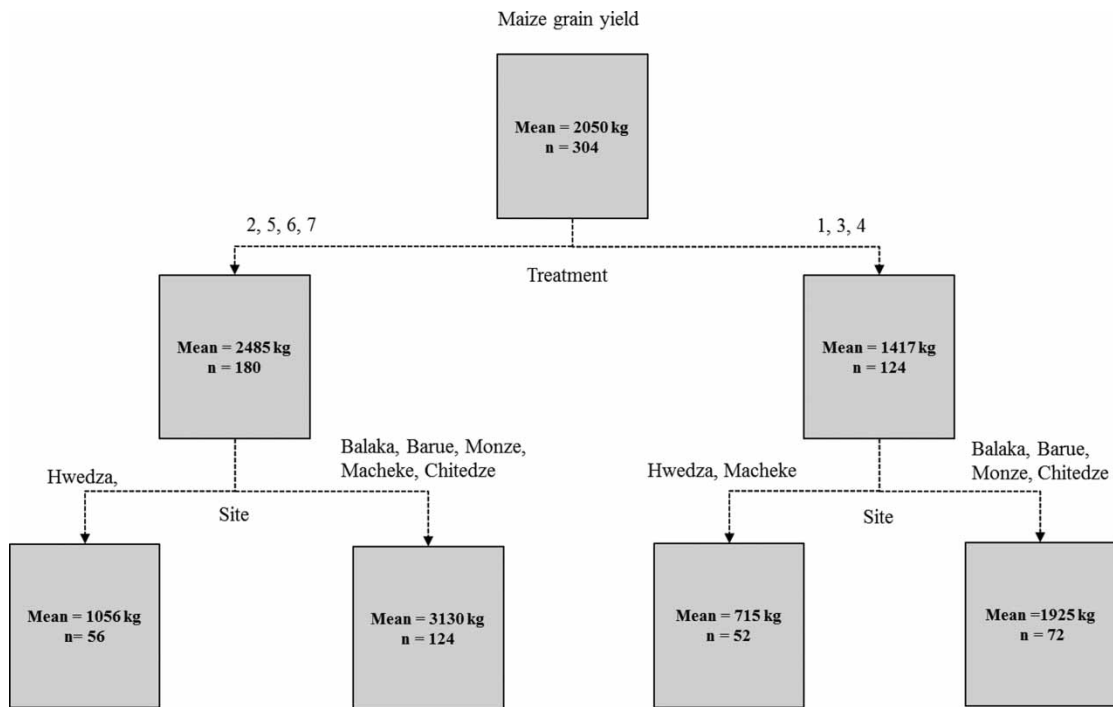 Maize grain yield
Mean = 2050 kg
n = 304
2, 5, 6, 7
1, 3, 4
Treatment
Mean = 2485 kg
n = 180
Mean = 1417 kg
n = 124
Hwedza,
Balaka, Barue, Monze,
Macheke, Chitedze
Site
Hwedza, Macheke
Balaka, Barue,
Monze, Chitedze
Site
Mean = 1056 kg
n= 56
Mean = 3130 kg
n = 124
Mean = 715 kg
n = 52
Mean =1925 kg
n = 72